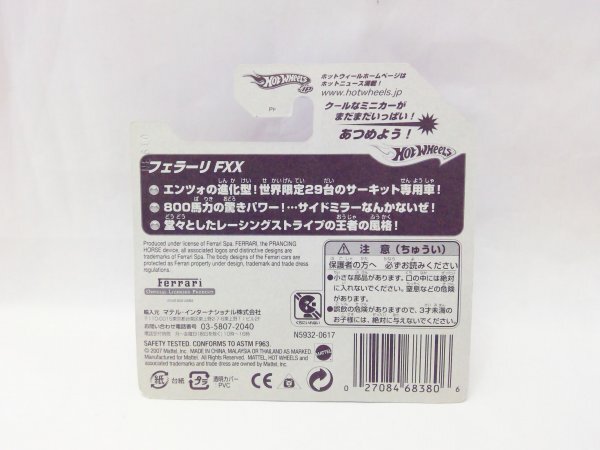 HOT WHEELS
ホットウィールホームページは
ホットニュース満載!
www.hotwheels.jp
クールなミニカーが
まだまだいっぱい!
あつめよう!
HOT WHEELS
フェラーリ FXX
エンツォの進化型!世界限定29台のサーキット専用車!
800馬力の驚きパワー!…サイドミラーなんかないぜ!
堂々としたレーシングストライプの王者の風格!
Produced under license of Ferrari Spa. FERRARI, the PRANCING
HORSE device, all associated logos and distinctive designs are
trademarks of Ferrari Spa. The body designs of the Ferrari cars are
protected as Ferrari property under design, trademark and trade dress
regulations.
Ferrari
OFFICIAL LICENSED PRODUCT
輸入元 マテル・インターナショナル株式会社
お問い合わせ電話番号 03-5807-2040
N5932-0617
注意(ちゅうい)
保護者の方へ 必ずお読みください
●小さな部品があります。口の中には絶対
に入れないでください。窒息などの危険
があります。
●誤飲の危険がありますので、3才未満の
お子様には、絶対に与えないでください。
SAFETY TESTED. CONFORMS TO ASTM F963.
© 2007 Mattel, Inc. MADE IN CHINA, MALAYSIA OR THAILAND AS MARKED.
Manufactured for Mattel. MATTEL, HOT WHEELS and associated
trademarks and trade dress are owned by Mattel, Inc.
MATTEL
紙 台紙 プラ 透明カバー
PVC
CE
0 27084 68380 6